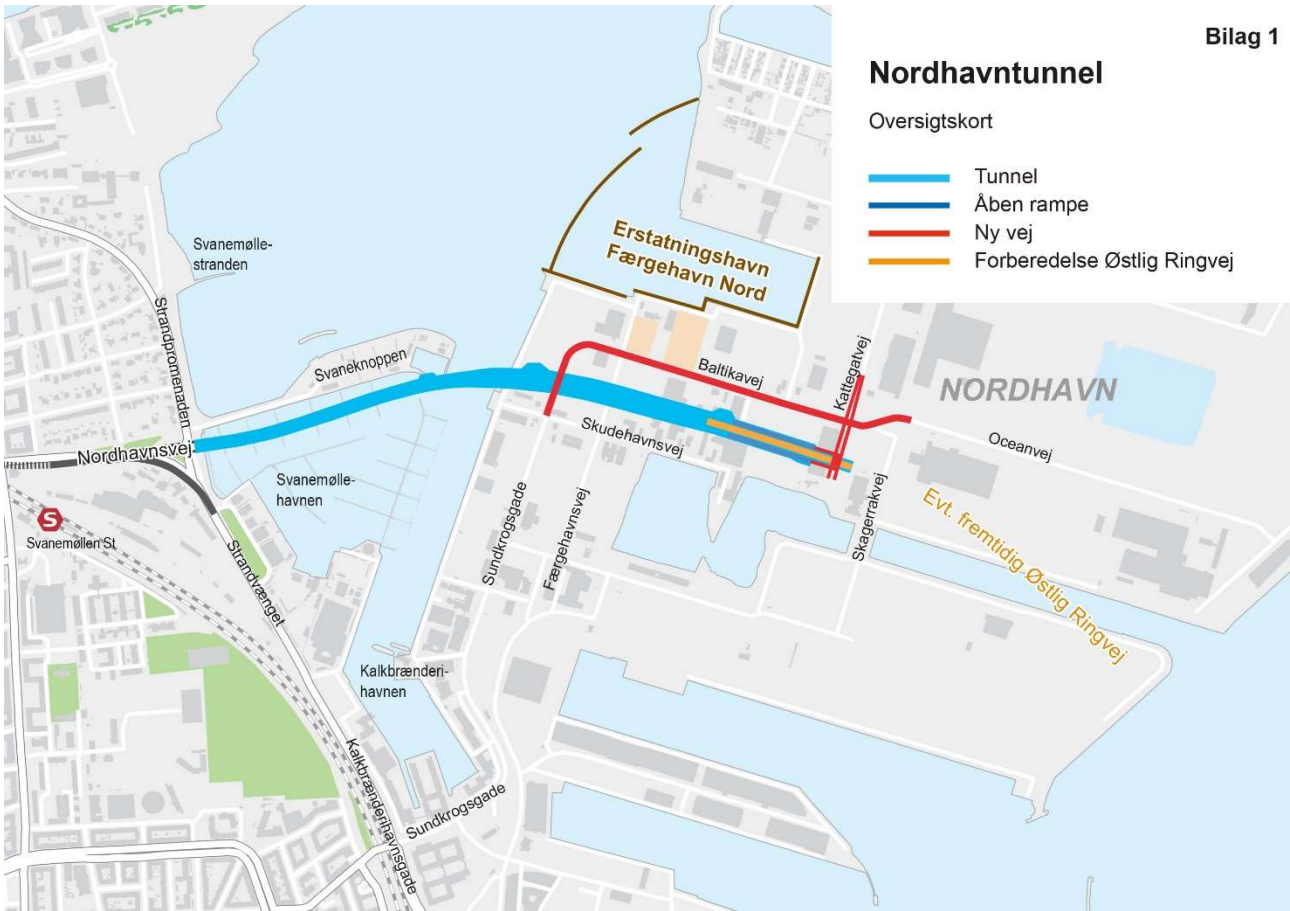 Bilag 1
Nordhavntunnel
Oversigtskort
Tunnel
Åben rampe
Ny vej
Forberedelse Østlig Ringvej
Svanemølle-
stranden
Strandpromenaden
Erstatningshavn
Færgehavn Nord
Svaneknoppen
Baltikavej
Kattegatvej
NORDHAVN
Nordhavnsvej
Skudehavnsvej
Oceanvej
Svanemølle-
havnen
S
Svanemøllen St
Sundkrogsgade
Færgehavnsvej
Skagerrakvej
Evt. fremtidig Østlig Ringvej
Strandvænget
Kalkbrænderi-
havnen
Kalkbrænderihavnsgade
Sundkrogsgade